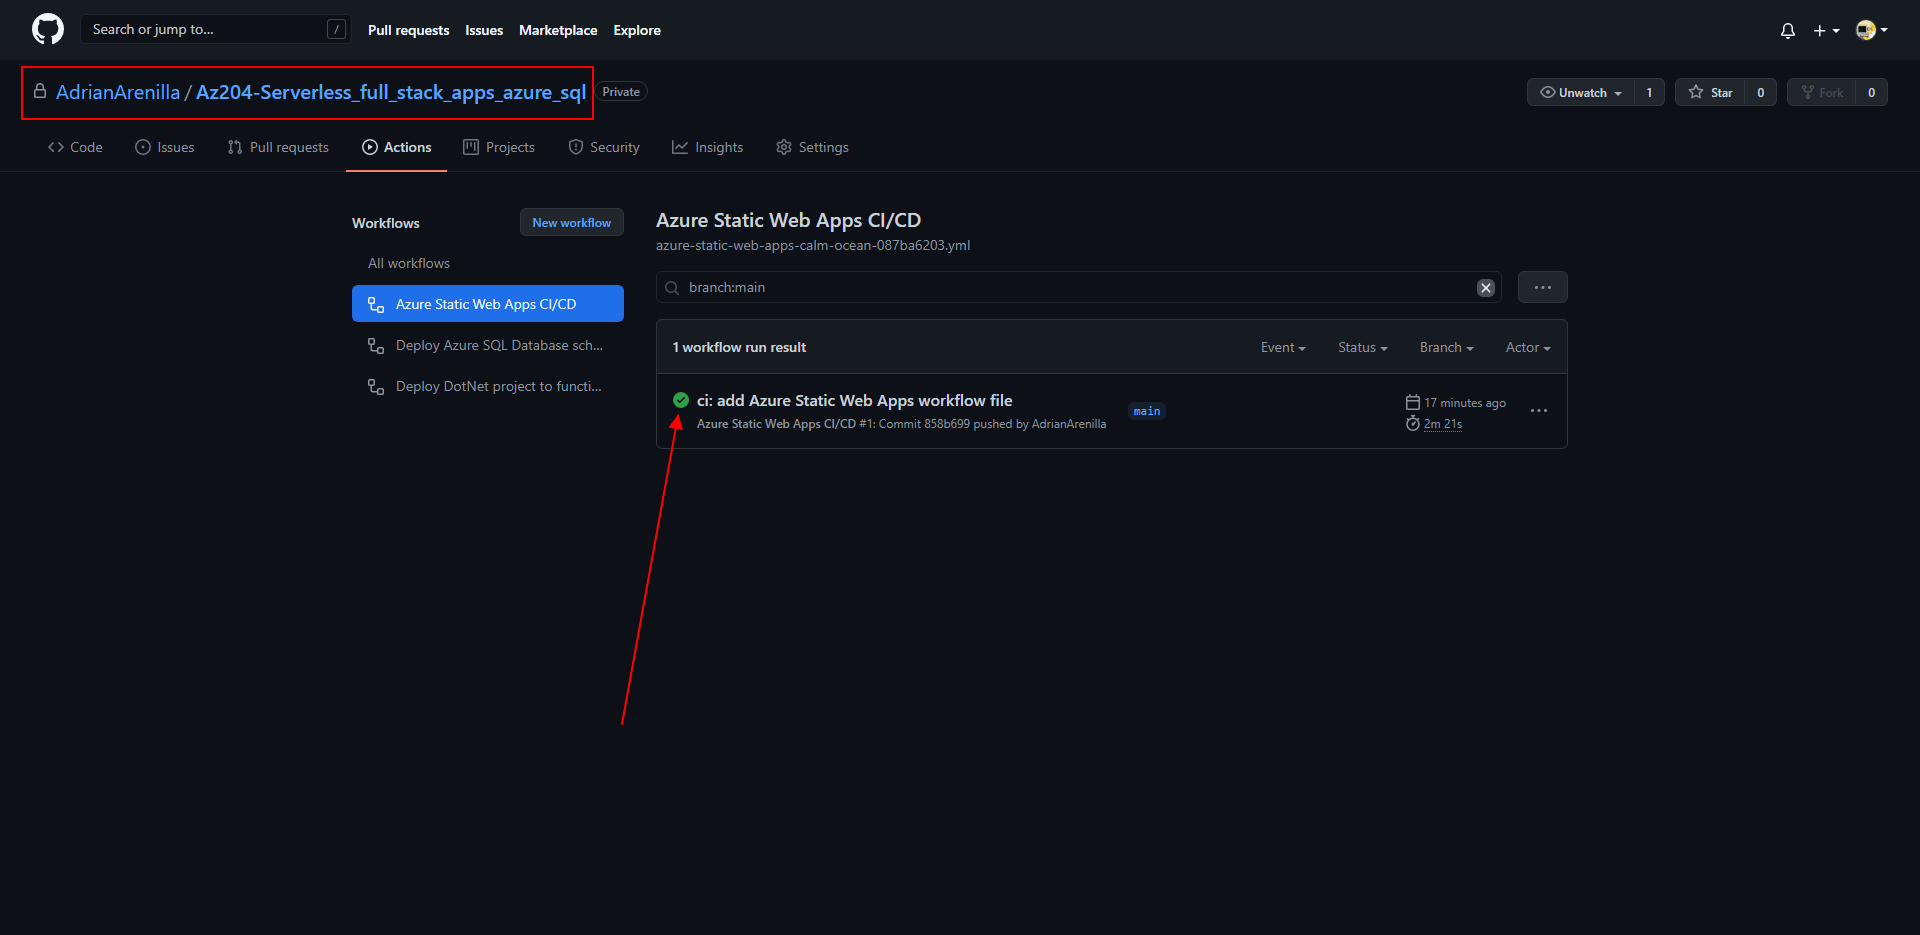 Search or jump to... /
Pull requests Issues Marketplace Explore
AdrianArenilla / Az204-Serverless_full_stack_apps_azure_sql Private
Unwatch 1 Star 0 Fork 0
Code Issues Pull requests Actions Projects Security Insights Settings
Workflows
New workflow
All workflows
Azure Static Web Apps CI/CD
Deploy Azure SQL Database sch...
Deploy DotNet project to functi...
Azure Static Web Apps CI/CD
azure-static-web-apps-calm-ocean-087ba6203.yml
branch:main
1 workflow run result
Event Status Branch Actor
ci: add Azure Static Web Apps workflow file
Azure Static Web Apps CI/CD #1: Commit 858b699 pushed by AdrianArenilla
main
17 minutes ago
2m 21s